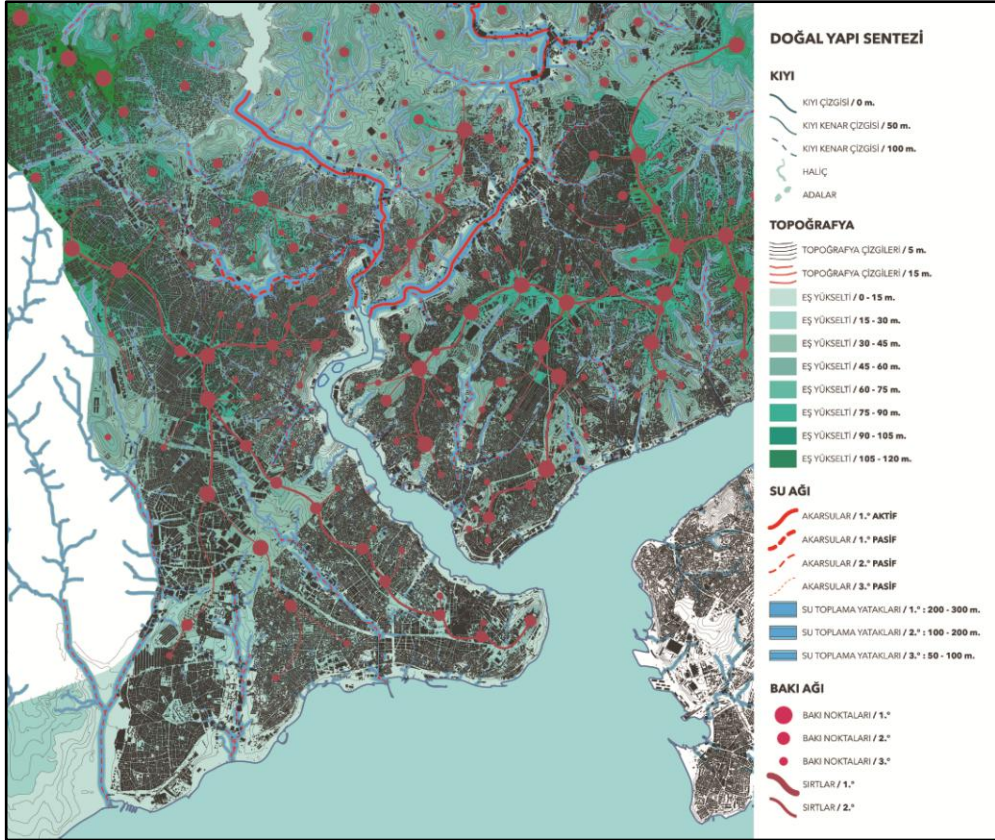 DOĞAL YAPI SENTEZİ
KIYI
KIYI ÇİZGİSİ / 0 m.
KIYI KENAR ÇİZGİSİ / 50 m.
KIYI KENAR ÇİZGİSİ / 100 m.
HALİÇ
ADALAR
TOPOĞRAFYA
TOPOĞRAFYA ÇİZGİLERİ / 5 m.
TOPOĞRAFYA ÇİZGİLERİ / 15 m.
EŞ YÜKSELTİ / 0 - 15 m.
EŞ YÜKSELTİ / 15 - 30 m.
EŞ YÜKSELTİ / 30 - 45 m.
EŞ YÜKSELTİ / 45 - 60 m.
EŞ YÜKSELTİ / 60 - 75 m.
EŞ YÜKSELTİ / 75 - 90 m.
EŞ YÜKSELTİ / 90 - 105 m.
EŞ YÜKSELTİ / 105 - 120 m.
SU AĞI
AKARSULAR / 1.° AKTİF
AKARSULAR / 1.° PASİF
AKARSULAR / 2.° PASİF
AKARSULAR / 3.° PASİF
SU TOPLAMA YATAKLARI / 1.° : 200 - 300 m.
SU TOPLAMA YATAKLARI / 2.° : 100 - 200 m.
SU TOPLAMA YATAKLARI / 3.° : 50 - 100 m.
BAKI AĞI
BAKI NOKTALARI / 1.°
BAKI NOKTALARI / 2.°
BAKI NOKTALARI / 3.°
SIRTLAR / 1.°
SIRTLAR / 2.°